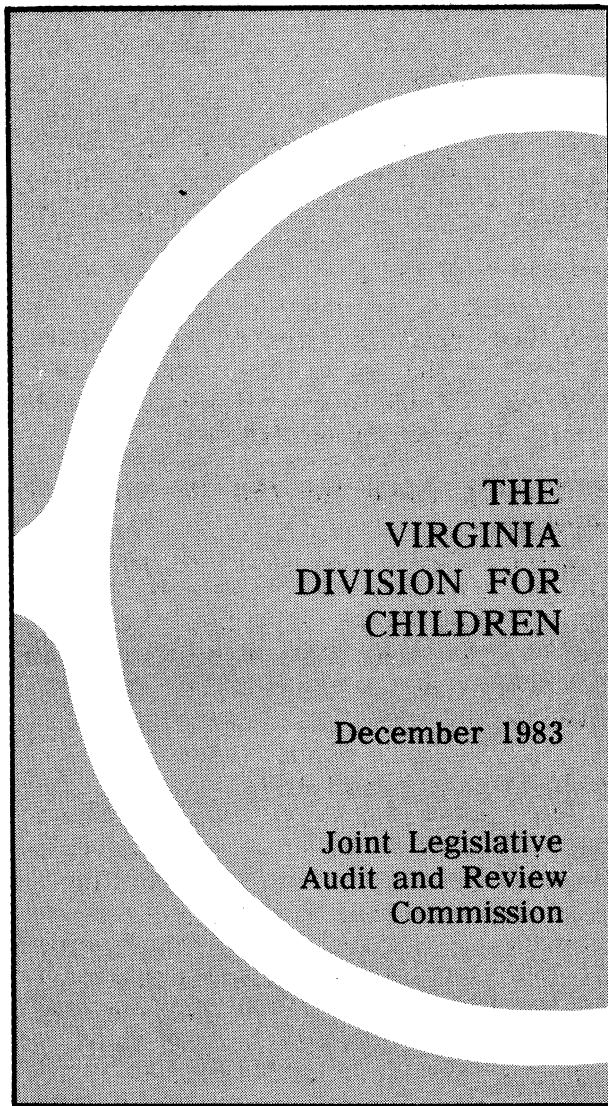 THE
VIRGINIA
DIVISION FOR
CHILDREN
December 1983
Joint Legislative
Audit and Review
Commission